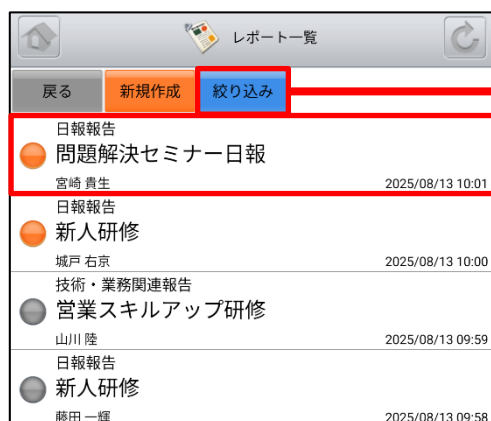 レポート一覧
戻る 新規作成 絞り込み
日報報告
問題解決セミナー日報
宮崎 貴生 2025/08/13 10:01
日報報告
新人研修
城戸 右京 2025/08/13 10:00
技術・業務関連報告
営業スキルアップ研修
山川 陸 2025/08/13 09:59
日報報告
新人研修
藤田 一輝 2025/08/13 09:58